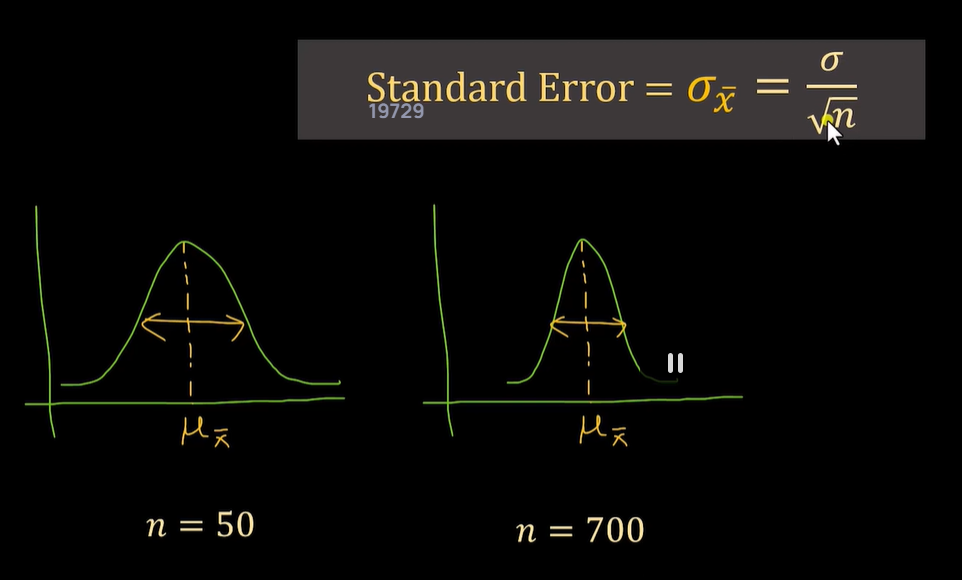 Standard Error = σ_x̄ = σ/√n
19729
μ_x̄
μ_x̄
n = 50
n = 700